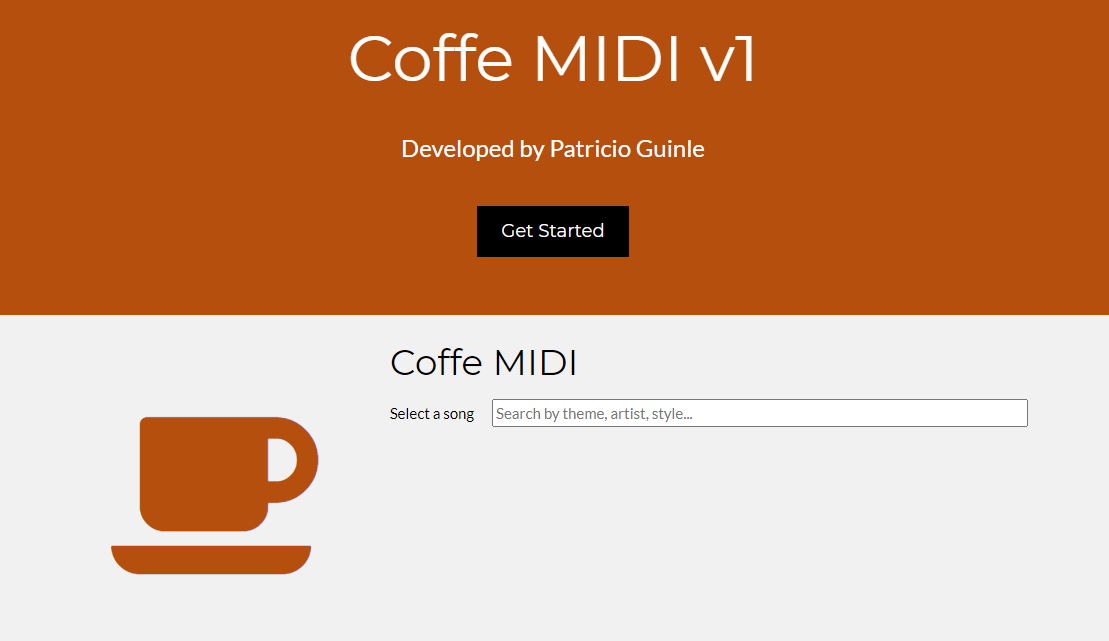 Coffe MIDI v1
Developed by Patricio Guinle
Get Started
Coffe MIDI
Select a song Search by theme, artist, style...